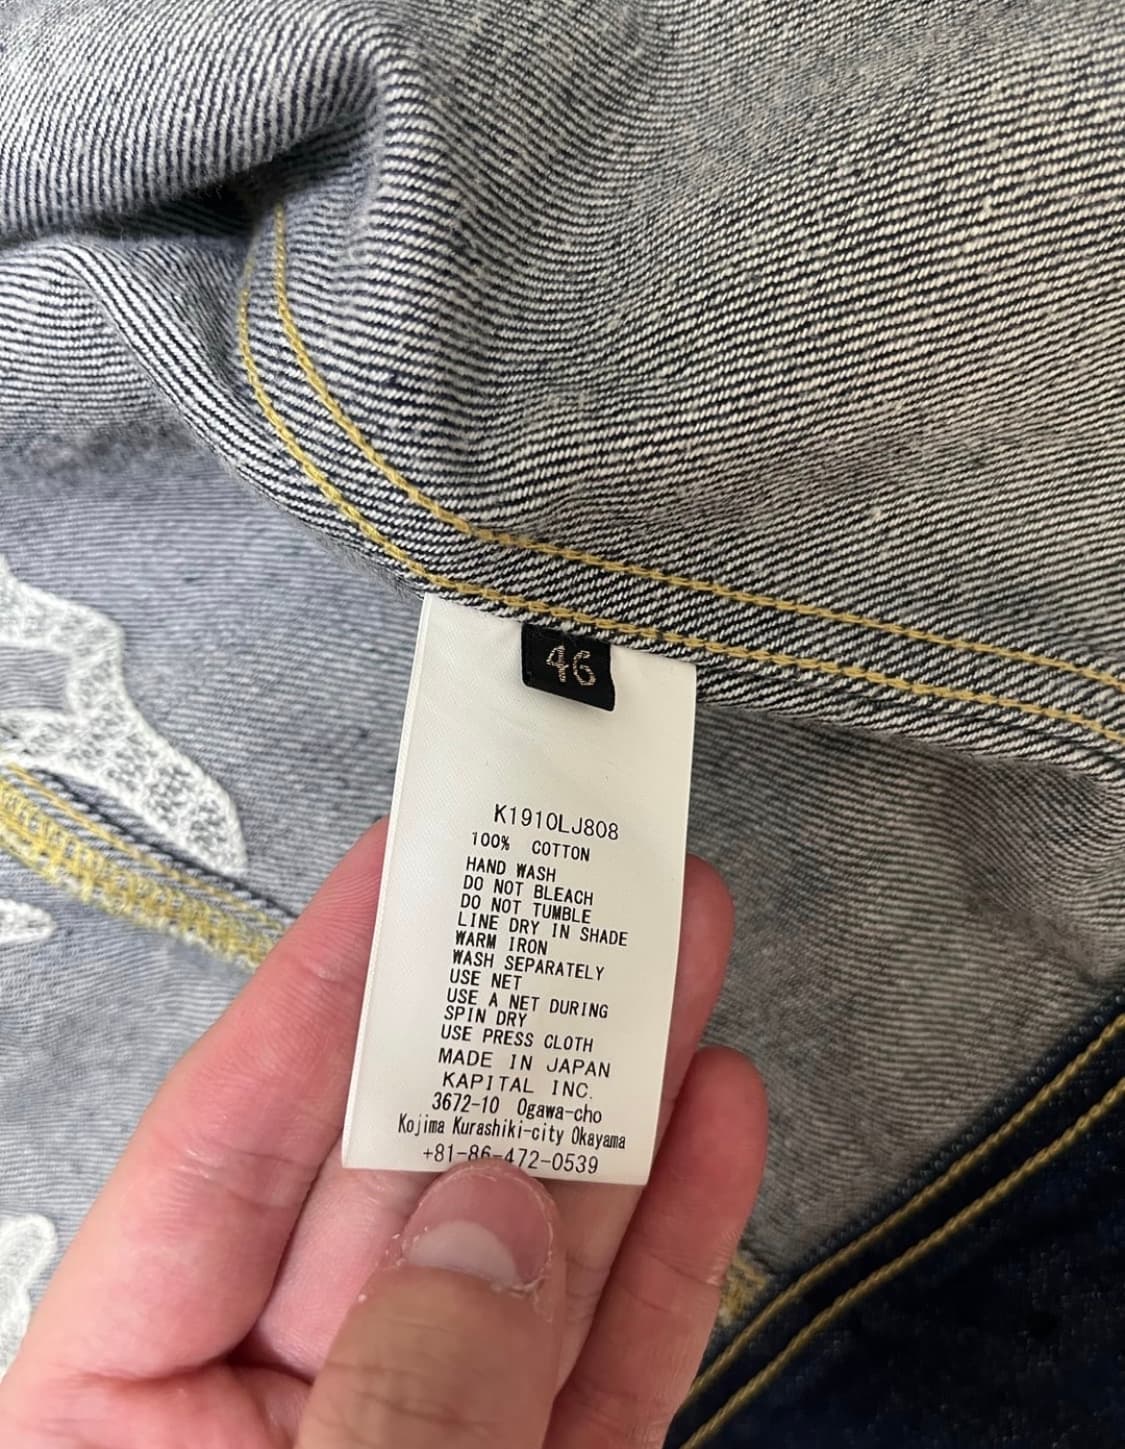 46
K1910LJ808
100% COTTON
HAND WASH
DO NOT BLEACH
DO NOT TUMBLE
LINE DRY IN SHADE
WARM IRON
WASH SEPARATELY
USE NET
USE A NET DURING
SPIN DRY
USE PRESS CLOTH
MADE IN JAPAN
KAPITAL INC.
3672-10 Ogawa-cho
Kojima Kurashiki-city Okayama
+81-86-472-0539